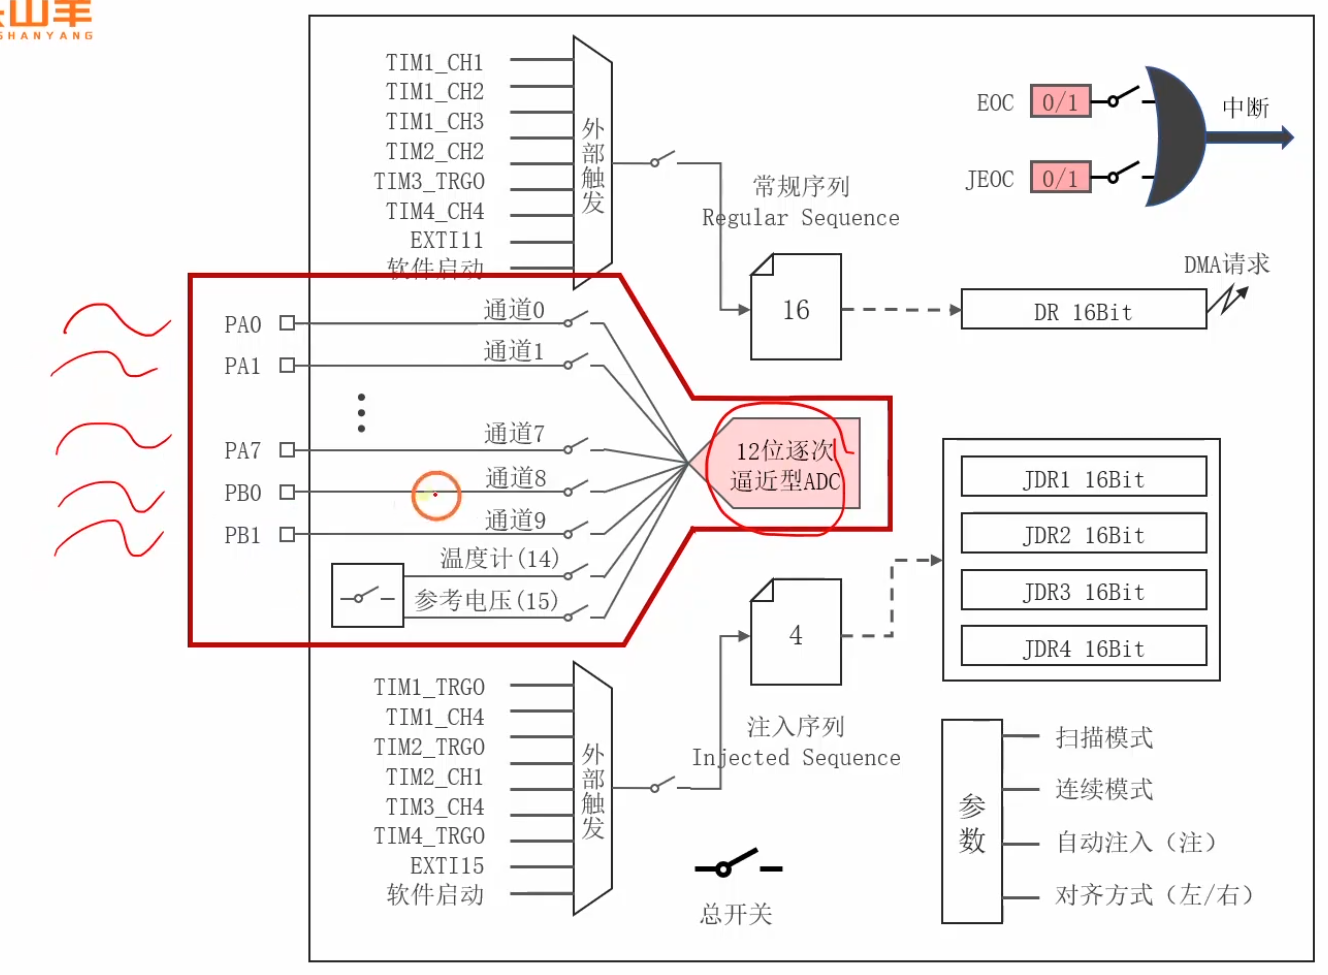 山羊
SHANYANG
TIM1_CH1
TIM1_CH2
TIM1_CH3
TIM2_CH2
TIM3_TRGO
TIM4_CH4
EXTI11
软件启动
外部触发
常规序列
Regular Sequence
16
EOC 0/1
JEOC 0/1
中断
DMA请求
DR 16Bit
PA0 通道0
PA1 通道1
PA7 通道7
PB0 通道8
PB1 通道9
温度计(14)
参考电压(15)
12位逐次
逼近型ADC
JDR1 16Bit
JDR2 16Bit
JDR3 16Bit
JDR4 16Bit
4
注入序列
Injected Sequence
TIM1_TRGO
TIM1_CH4
TIM2_TRGO
TIM2_CH1
TIM3_CH4
TIM4_TRGO
EXTI15
软件启动
外部触发
总开关
参数
扫描模式
连续模式
自动注入（注）
对齐方式（左/右）